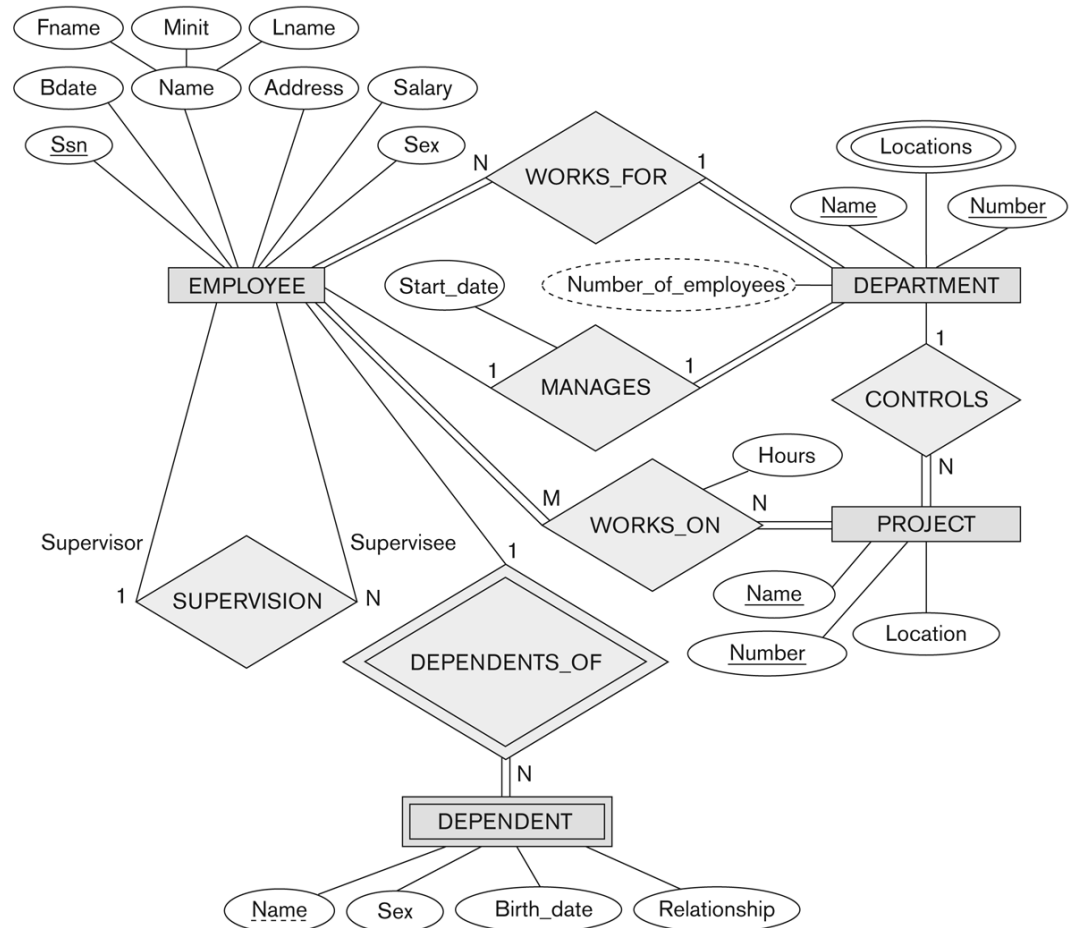 Fname
Minit
Lname
Bdate
Name
Address
Salary
Ssn
Sex
N
WORKS_FOR
1
Locations
Name
Number
EMPLOYEE
Start_date
Number_of_employees
DEPARTMENT
1
MANAGES
1
1
CONTROLS
N
Hours
M
WORKS_ON
N
PROJECT
Supervisor
Supervisee
1
SUPERVISION
N
1
Name
Number
Location
DEPENDENTS_OF
N
DEPENDENT
Name
Sex
Birth_date
Relationship